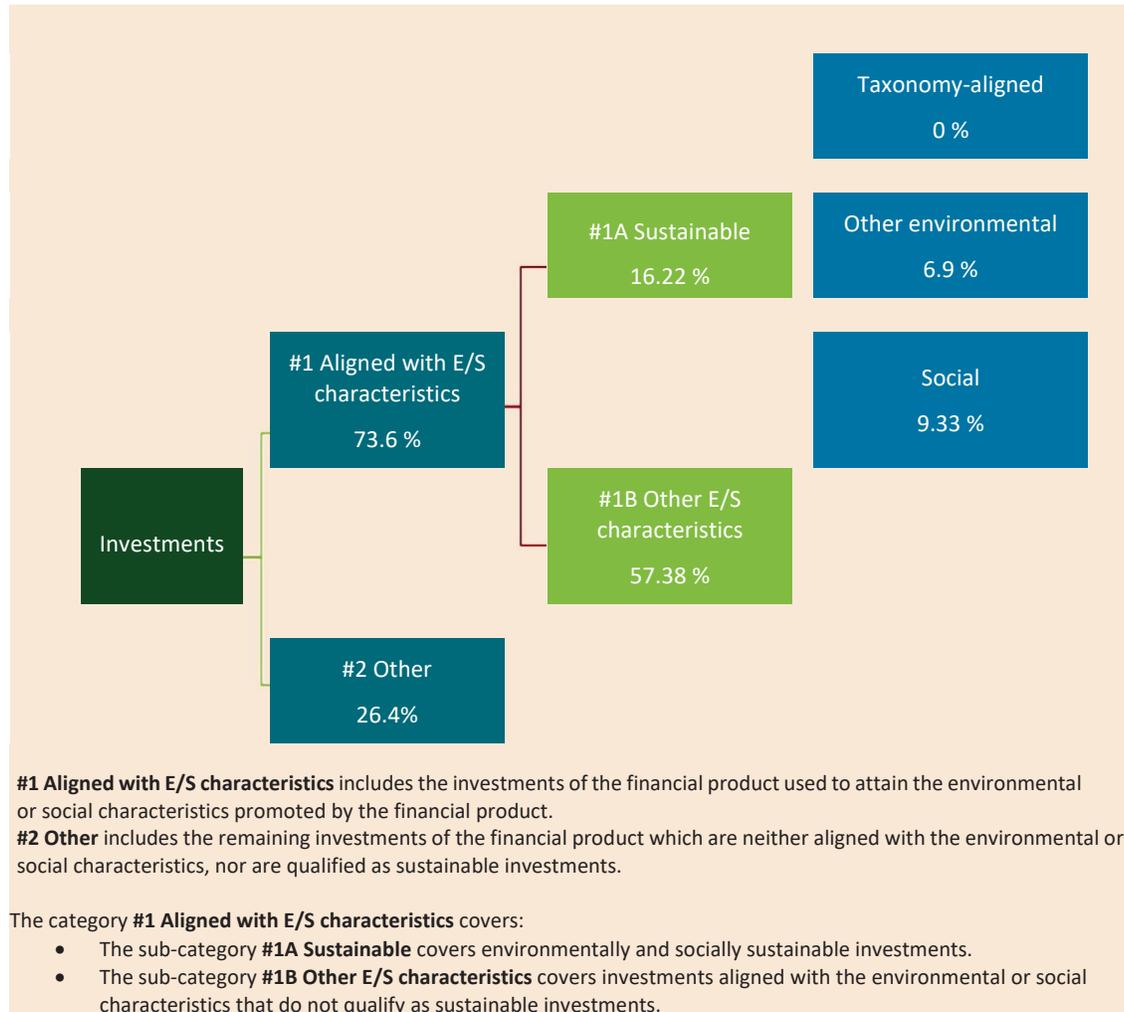 Taxonomy-aligned
0 %
#1A Sustainable
16.22 %
Other environmental
6.9 %
#1 Aligned with E/S
characteristics
73.6 %
Social
9.33 %
Investments
#1B Other E/S
characteristics
57.38 %
#2 Other
26.4%
#1 Aligned with E/S characteristics includes the investments of the financial product used to attain the environmental
or social characteristics promoted by the financial product.
#2 Other includes the remaining investments of the financial product which are neither aligned with the environmental or
social characteristics, nor are qualified as sustainable investments.
The category #1 Aligned with E/S characteristics covers:
• The sub-category #1A Sustainable covers environmentally and socially sustainable investments.
• The sub-category #1B Other E/S characteristics covers investments aligned with the environmental or social
characteristics that do not qualify as sustainable investments.